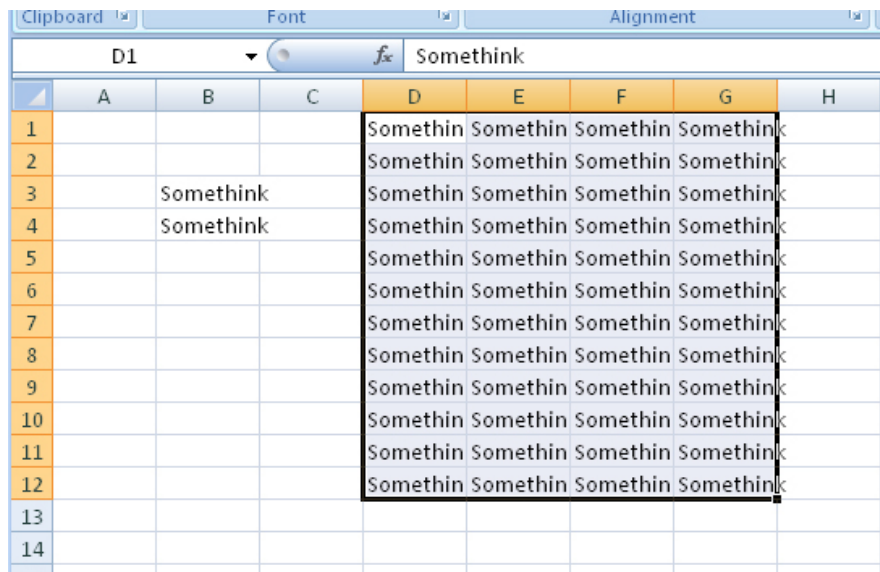 Clipboard Font Alignment
D1 fx Somethink
A B C D E F G H
1 Somethin Somethin Somethin Somethink
2 Somethin Somethin Somethin Somethink
3 Somethink Somethin Somethin Somethin Somethink
4 Somethink Somethin Somethin Somethin Somethink
5 Somethin Somethin Somethin Somethink
6 Somethin Somethin Somethin Somethink
7 Somethin Somethin Somethin Somethink
8 Somethin Somethin Somethin Somethink
9 Somethin Somethin Somethin Somethink
10 Somethin Somethin Somethin Somethink
11 Somethin Somethin Somethin Somethink
12 Somethin Somethin Somethin Somethink
13
14